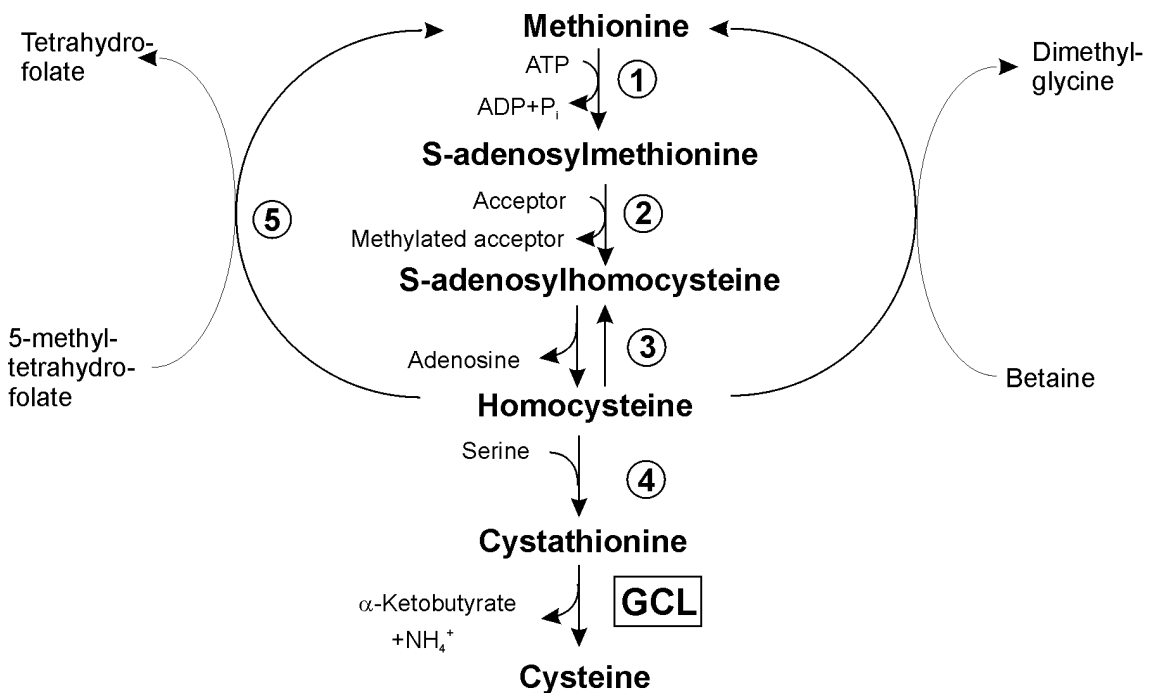 Methionine
Tetrahydro-
folate
Dimethyl-
glycine
ATP
1
ADP+Pi
S-adenosylmethionine
Acceptor
2
5
Methylated acceptor
S-adenosylhomocysteine
5-methyl-
tetrahydro-
folate
Adenosine
3
Betaine
Homocysteine
Serine
4
Cystathionine
α-Ketobutyrate
+NH₄⁺
GCL
Cysteine